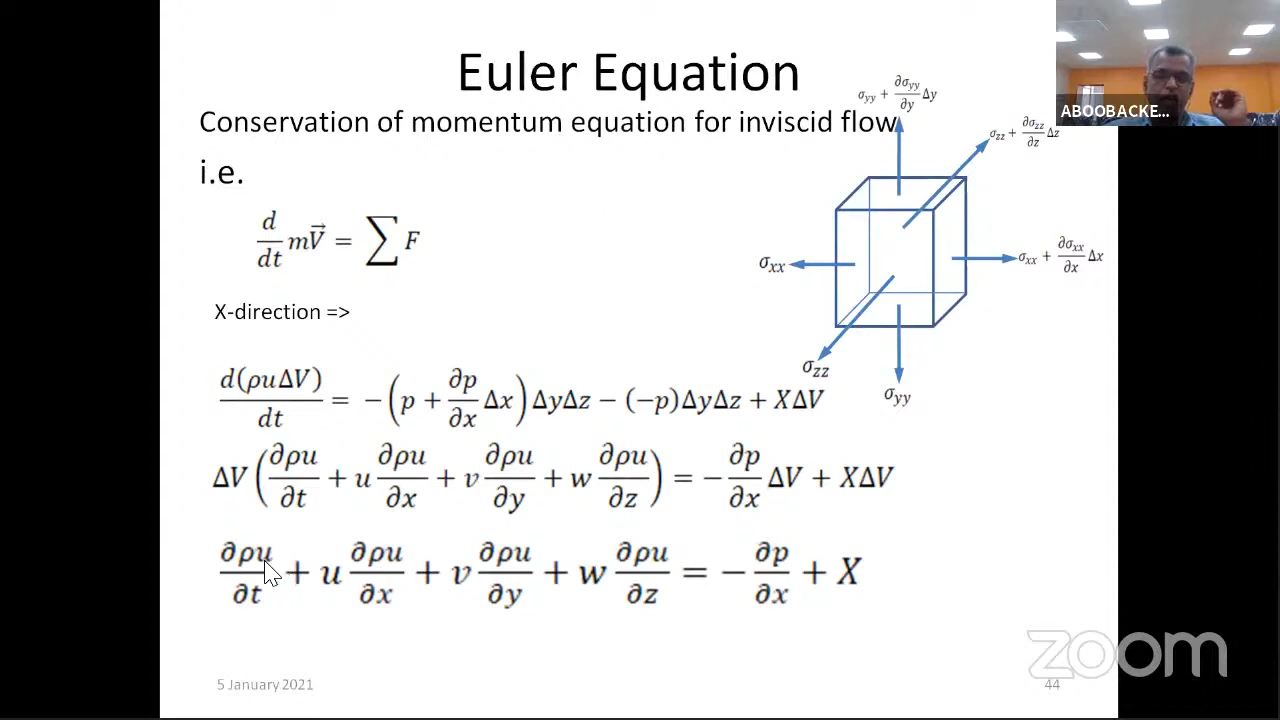 Euler Equation
Conservation of momentum equation for inviscid flow
i.e.
d/dt m𝑉⃗ = ∑ F
X-direction =>
d(ρuΔV)/dt = −(p + ∂p/∂x Δx) ΔyΔz − (−p)ΔyΔz + XΔV
ΔV(∂ρu/∂t + u ∂ρu/∂x + v ∂ρu/∂y + w ∂ρu/∂z) = −∂p/∂x ΔV + XΔV
∂ρu/∂t + u ∂ρu/∂x + v ∂ρu/∂y + w ∂ρu/∂z = −∂p/∂x + X
σyy + ∂σyy/∂y Δy
σzz + ∂σzz/∂z Δz
σxx
σxx + ∂σxx/∂x Δx
σzz
σyy
ABOOBACKE...
zoom
5 January 2021
44